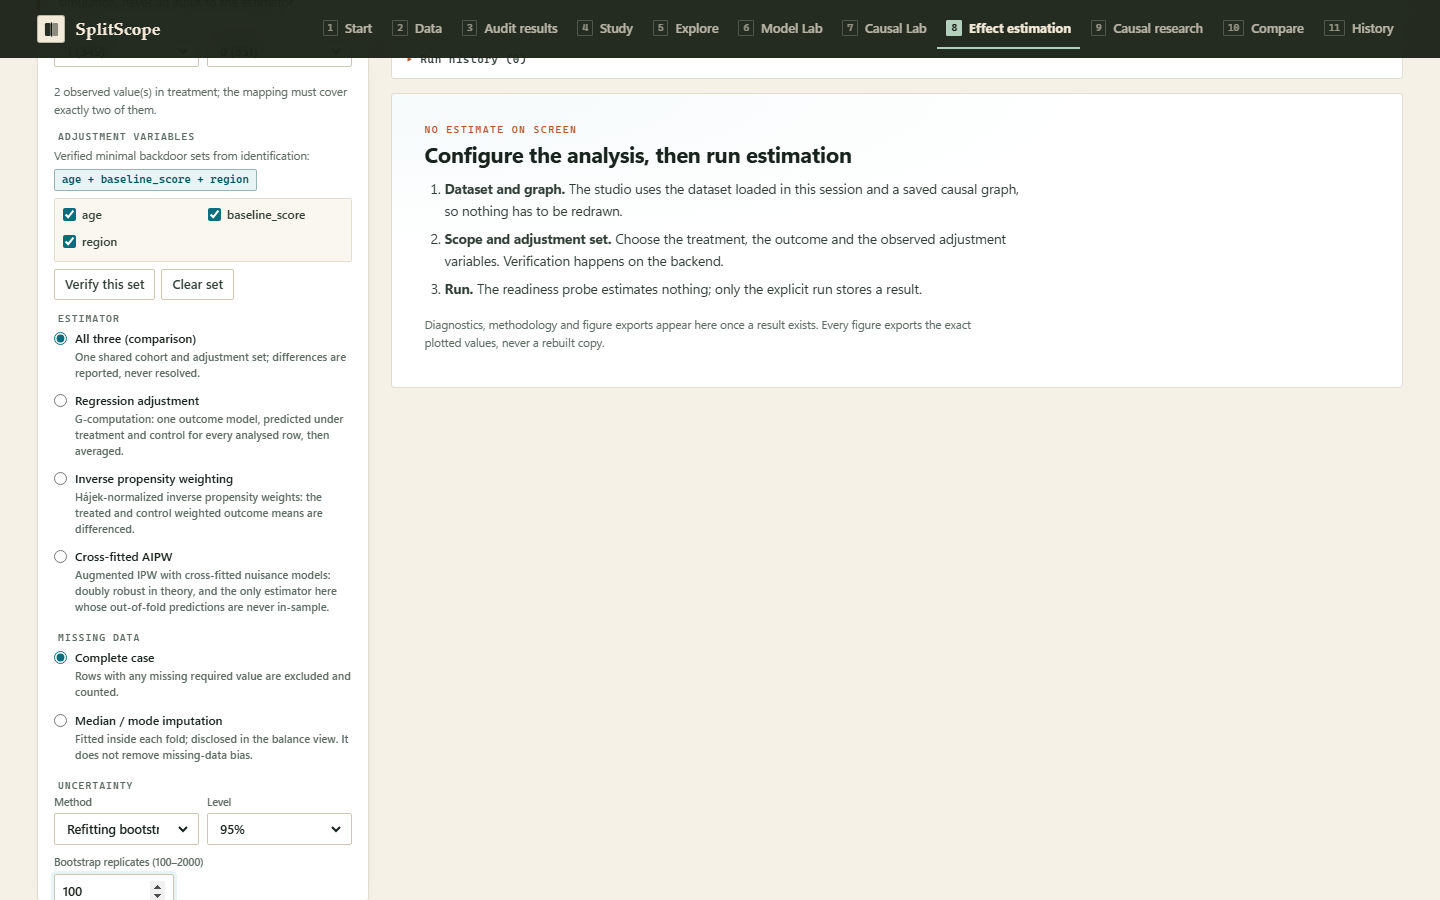 SplitScope
1 Start
2 Data
3 Audit results
4 Study
5 Explore
6 Model Lab
7 Causal Lab
8 Effect estimation
9 Causal research
10 Compare
11 History
2 observed value(s) in treatment; the mapping must cover
exactly two of them.
ADJUSTMENT VARIABLES
Verified minimal backdoor sets from identification:
age + baseline_score + region
age
baseline_score
region
Verify this set
Clear set
ESTIMATOR
All three (comparison)
One shared cohort and adjustment set; differences are
reported, never resolved.
Regression adjustment
G-computation: one outcome model, predicted under
treatment and control for every analysed row, then
averaged.
Inverse propensity weighting
Hájek-normalized inverse propensity weights: the
treated and control weighted outcome means are
differenced.
Cross-fitted AIPW
Augmented IPW with cross-fitted nuisance models:
doubly robust in theory, and the only estimator here
whose out-of-fold predictions are never in-sample.
MISSING DATA
Complete case
Rows with any missing required value are excluded and
counted.
Median / mode imputation
Fitted inside each fold; disclosed in the balance view. It
does not remove missing-data bias.
UNCERTAINTY
Method
Level
Refitting bootstr
95%
Bootstrap replicates (100–2000)
100
Run history (0)
NO ESTIMATE ON SCREEN
Configure the analysis, then run estimation
1. Dataset and graph. The studio uses the dataset loaded in this session and a saved causal graph,
so nothing has to be redrawn.
2. Scope and adjustment set. Choose the treatment, the outcome and the observed adjustment
variables. Verification happens on the backend.
3. Run. The readiness probe estimates nothing; only the explicit run stores a result.
Diagnostics, methodology and figure exports appear here once a result exists. Every figure exports the exact
plotted values, never a rebuilt copy.